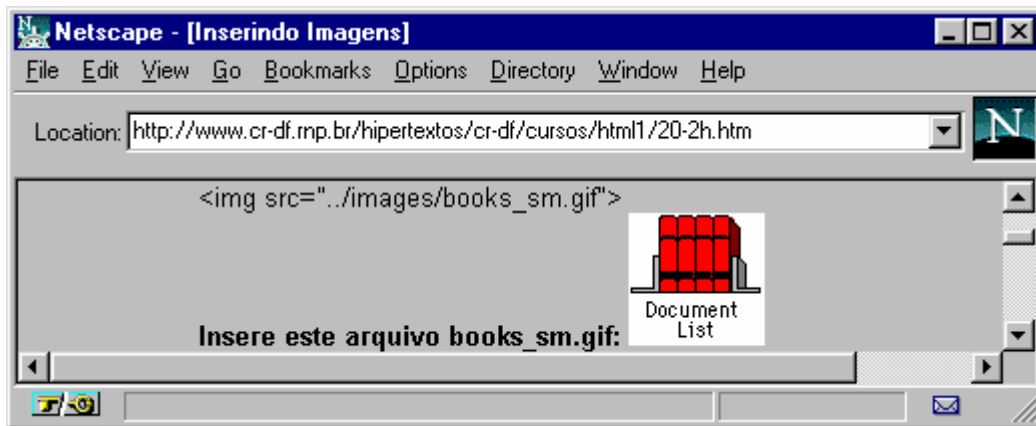 Netscape - [Inserindo Imagens]
File Edit View Go Bookmarks Options Directory Window Help
Location: http://www.cr-df.rnp.br/hipertextos/cr-df/cursos/html1/20-2h.htm
N
<img src="../images/books_sm.gif">
Document
List
Insere este arquivo books_sm.gif: